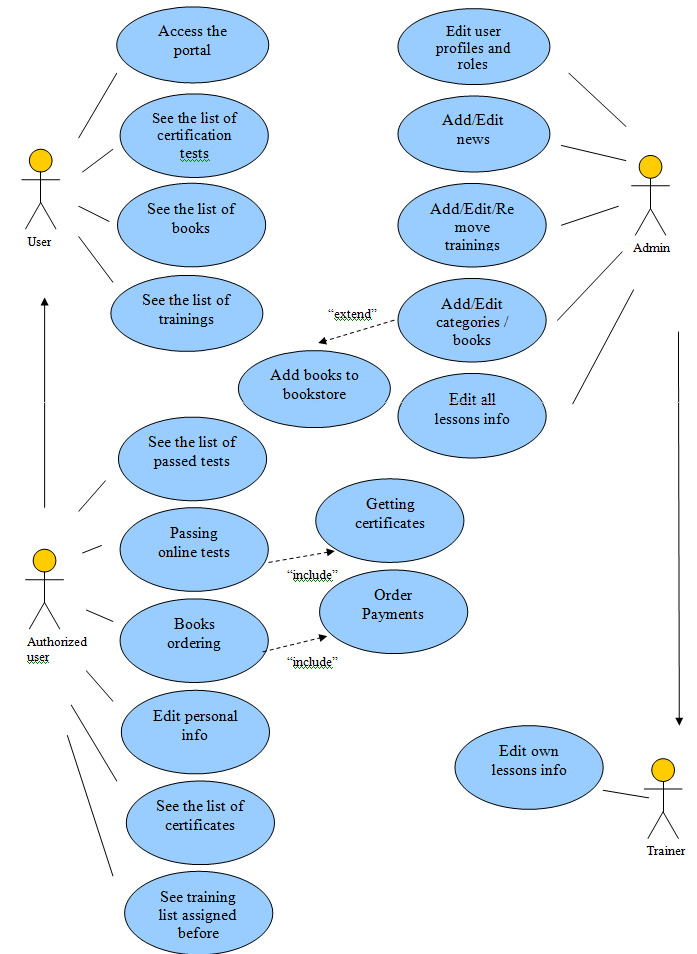 Access the
portal
Edit user
profiles and
roles
See the list of
certification
tests
Add/Edit
news
See the list of
books
User
Add/Edit/Re
move
trainings
Admin
See the list of
trainings
"extend"
Add/Edit
categories /
books
Add books to
bookstore
Edit all
lessons info
See the list of
passed tests
Getting
certificates
Passing
online tests
"include"
Order
Payments
Authorized
user
Books
ordering
"include"
Edit personal
info
Edit own
lessons info
See the list of
certificates
Trainer
See training
list assigned
before